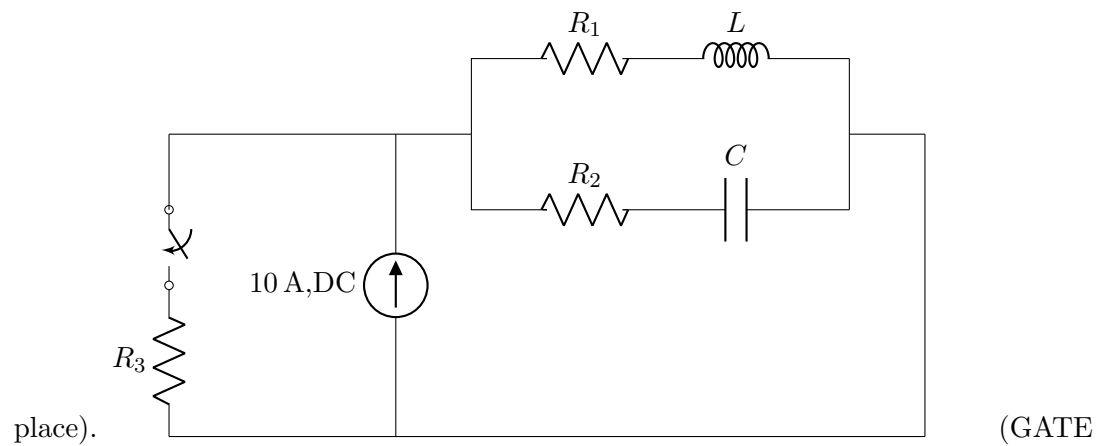 R₁
L
R₂
C
10 A,DC
R₃
place). (GATE